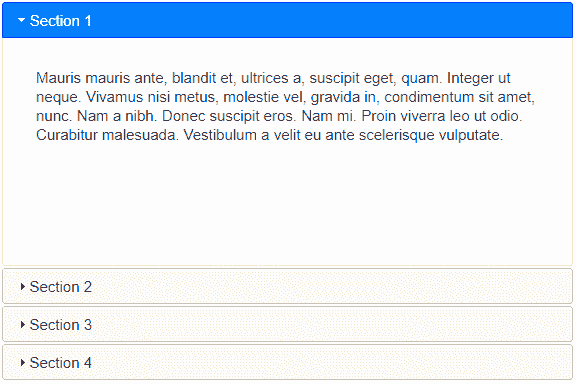 Section 1
Mauris mauris ante, blandit et, ultrices a, suscipit eget, quam. Integer ut
neque. Vivamus nisi metus, molestie vel, gravida in, condimentum sit amet,
nunc. Nam a nibh. Donec suscipit eros. Nam mi. Proin viverra leo ut odio.
Curabitur malesuada. Vestibulum a velit eu ante scelerisque vulputate.
Section 2
Section 3
Section 4